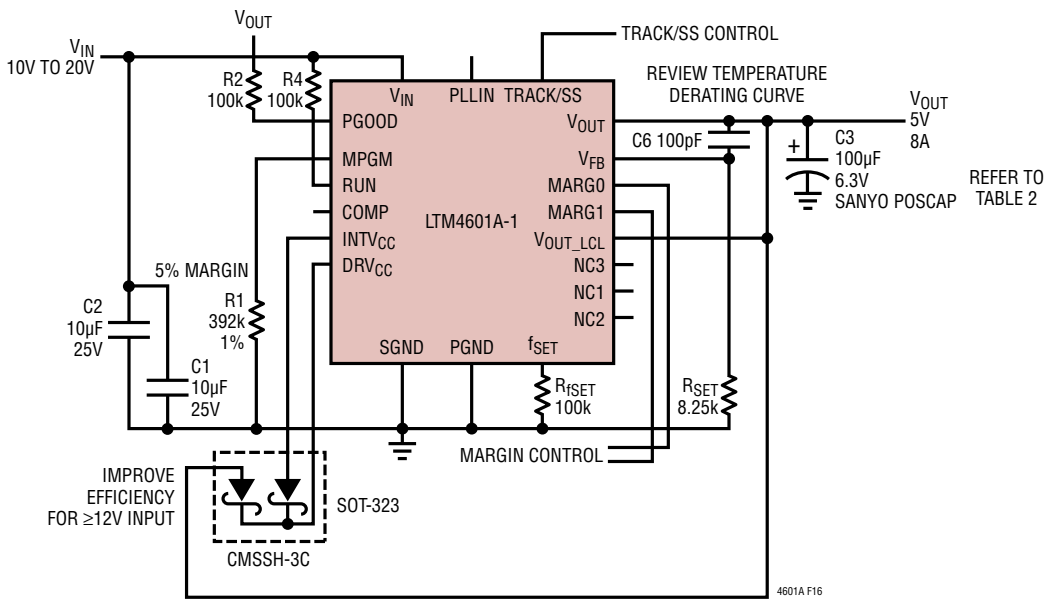 VOUT
VIN
10V TO 20V
R2
100k
R4
100k
TRACK/SS CONTROL
REVIEW TEMPERATURE
DERATING CURVE
VIN
PLLIN
TRACK/SS
PGOOD
MPGM
RUN
COMP
INTVCC
DRVCC
LTM4601A-1
VOUT
VFB
MARG0
MARG1
VOUT_LCL
NC3
NC1
NC2
SGND
PGND
fSET
C6 100pF
VOUT
5V
8A
C3
100µF
6.3V
SANYO POSCAP
+
REFER TO
TABLE 2
5% MARGIN
R1
392k
1%
C2
10µF
25V
C1
10µF
25V
RfSET
100k
RSET
8.25k
MARGIN CONTROL
IMPROVE
EFFICIENCY
FOR ≥12V INPUT
SOT-323
CMSSH-3C
4601A F16